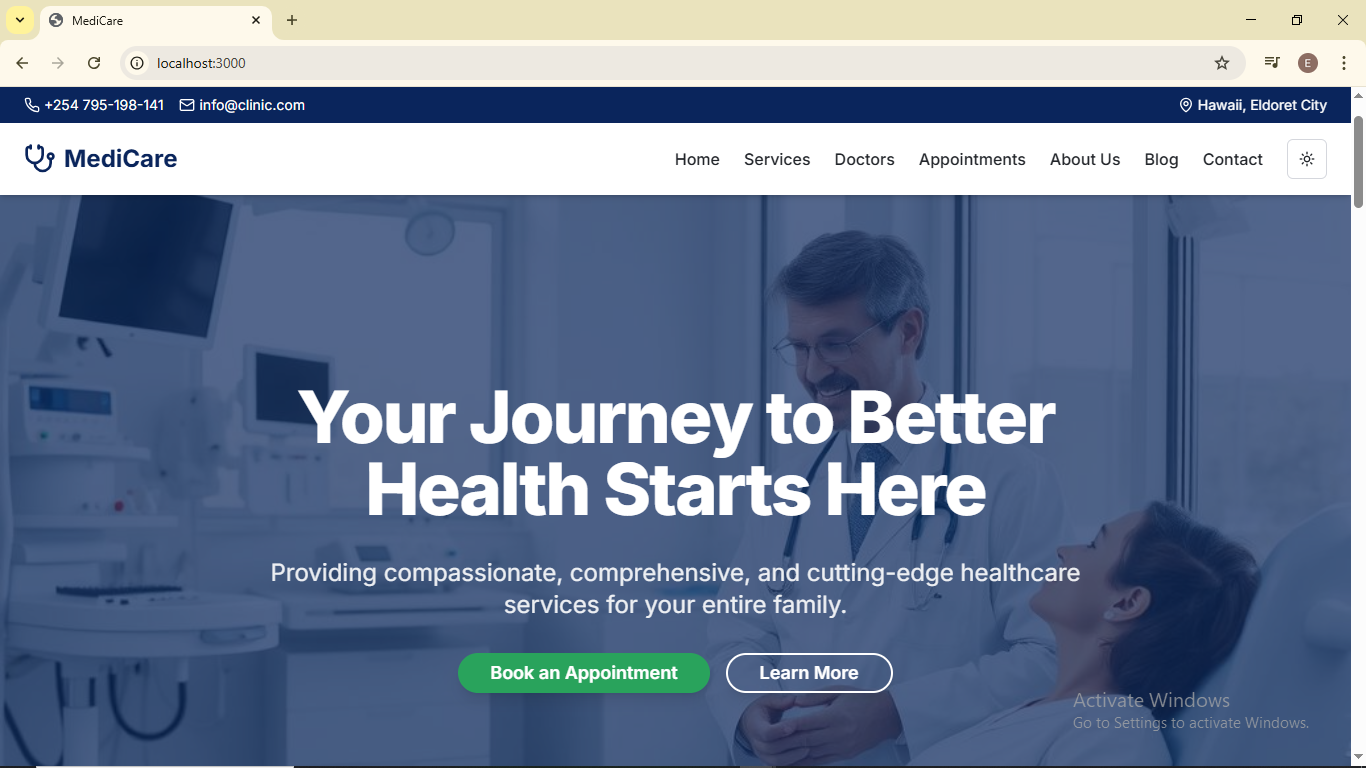 MediCare
localhost:3000
E
+254 795-198-141 info@clinic.com Hawaii, Eldoret City
MediCare Home Services Doctors Appointments About Us Blog Contact
Your Journey to Better
Health Starts Here
Providing compassionate, comprehensive, and cutting-edge healthcare
services for your entire family.
Book an Appointment Learn More
Activate Windows
Go to Settings to activate Windows.